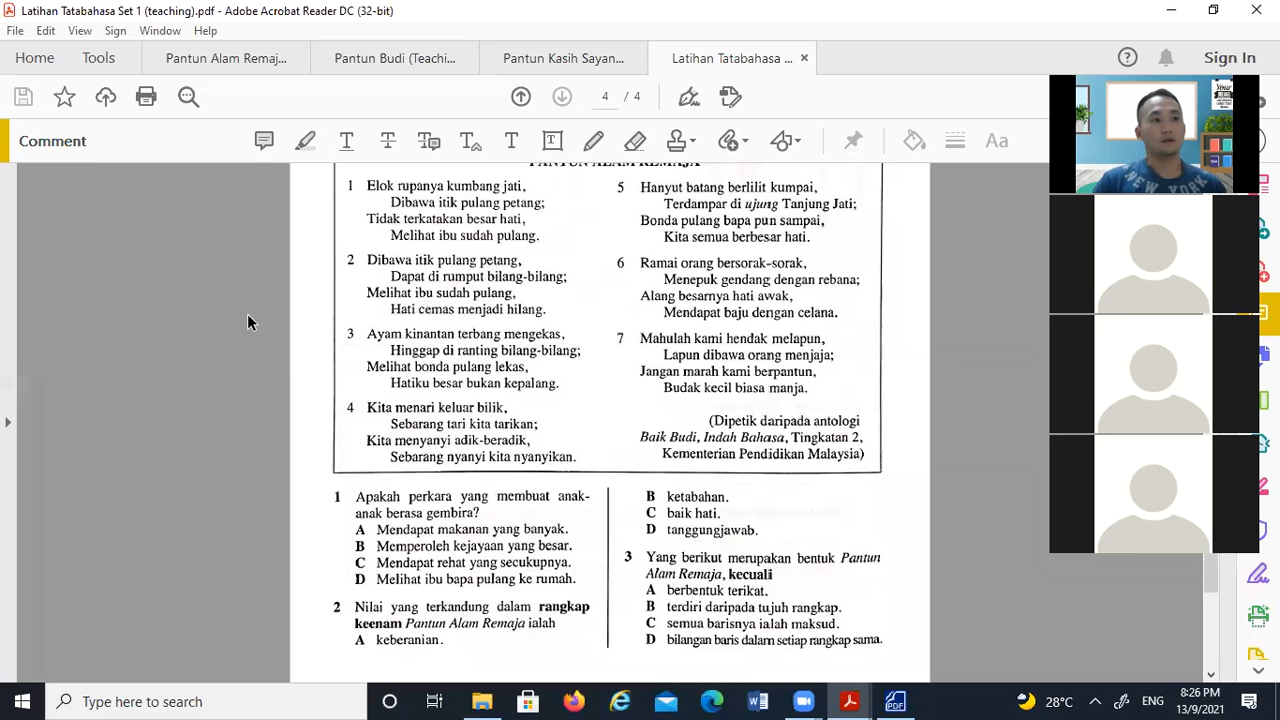 Latihan Tatabahasa Set 1 (teaching).pdf - Adobe Acrobat Reader DC (32-bit)
File Edit View Sign Window Help
Home Tools Pantun Alam Remaj... Pantun Budi (Teachi... Pantun Kasih Sayan... Latihan Tatabahasa ... Sign In
4 / 4
Comment
PANTUN ALAM REMAJA
1 Elok rupanya kumbang jati,
Dibawa itik pulang petang;
Tidak terkatakan besar hati,
Melihat ibu sudah pulang.
2 Dibawa itik pulang petang,
Dapat di rumput bilang-bilang;
Melihat ibu sudah pulang,
Hati cemas menjadi hilang.
3 Ayam kinantan terbang mengekas,
Hinggap di ranting bilang-bilang;
Melihat bonda pulang lekas,
Hatiku besar bukan kepalang.
4 Kita menari keluar bilik,
Sebarang tari kita tarikan;
Kita menyanyi adik-beradik,
Sebarang nyanyi kita nyanyikan.
5 Hanyut batang berlilit kumpai,
Terdampar di ujung Tanjung Jati;
Bonda pulang bapa pun sampai,
Kita semua berbesar hati.
6 Ramai orang bersorak-sorak,
Menepuk gendang dengan rebana;
Alang besarnya hati awak,
Mendapat baju dengan celana.
7 Mahulah kami hendak melapun,
Lapun dibawa orang menjaja;
Jangan marah kami berpantun,
Budak kecil biasa manja.
(Dipetik daripada antologi
Baik Budi, Indah Bahasa, Tingkatan 2,
Kementerian Pendidikan Malaysia)
1 Apakah perkara yang membuat anak-
anak berasa gembira?
A Mendapat makanan yang banyak.
B Memperoleh kejayaan yang besar.
C Mendapat rehat yang secukupnya.
D Melihat ibu bapa pulang ke rumah.
2 Nilai yang terkandung dalam rangkap
keenam Pantun Alam Remaja ialah
A keberanian.
B ketabahan.
C baik hati.
D tanggungjawab.
3 Yang berikut merupakan bentuk Pantun
Alam Remaja, kecuali
A berbentuk terikat.
B terdiri daripada tujuh rangkap.
C semua barisnya ialah maksud.
D bilangan baris dalam setiap rangkap sama.
NEW YORK
Type here to search
28°C ENG
8:26 PM
13/9/2021